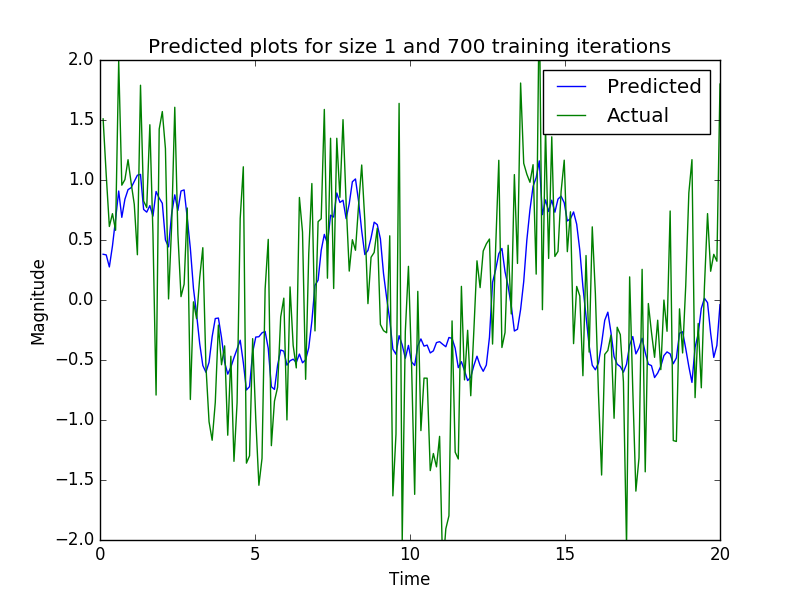 Predicted plots for size 1 and 700 training iterations
Predicted
Actual
2.0
1.5
1.0
0.5
0.0
−0.5
−1.0
−1.5
−2.0
Magnitude
0 5 10 15 20
Time